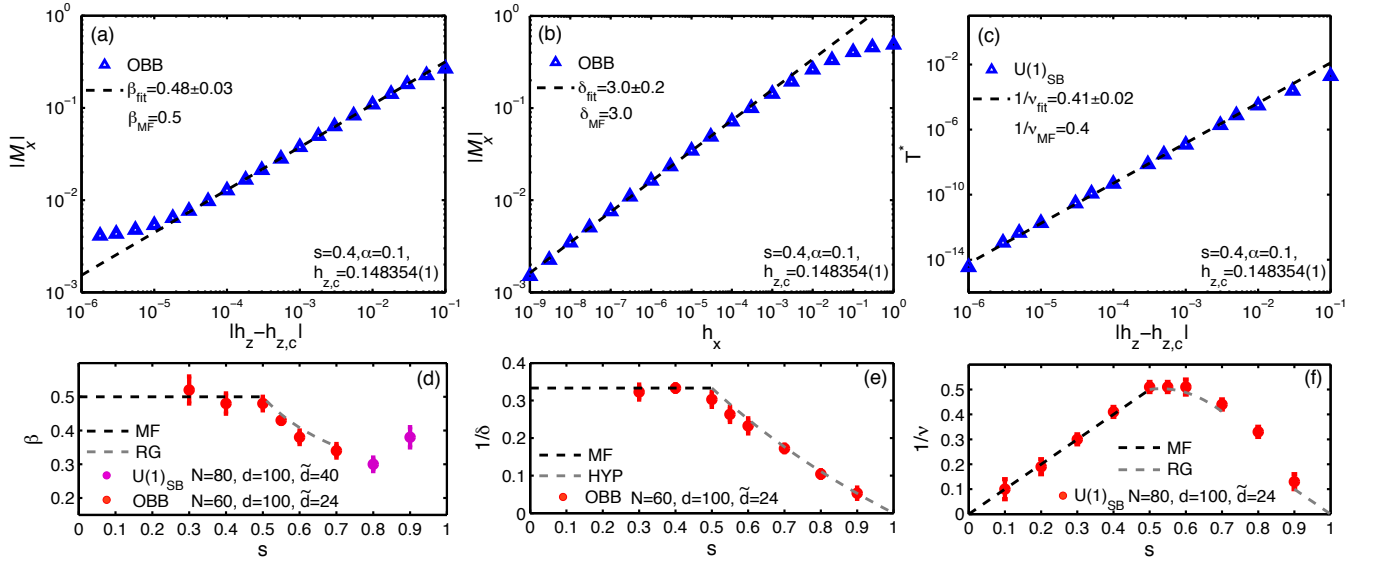 (a)
OBB
β_fit=0.48±0.03
β_MF=0.5
s=0.4,α=0.1,
h_z,c=0.148354(1)
10^0
10^-1
10^-2
10^-3
|M_x|
10^-6 10^-5 10^-4 10^-3 10^-2 10^-1
|h_z−h_z,c|
(b)
OBB
δ_fit=3.0±0.2
δ_MF=3.0
s=0.4,α=0.1,
h_z,c=0.148354(1)
10^0
10^-1
10^-2
10^-3
|M_x|
10^-9 10^-8 10^-7 10^-6 10^-5 10^-4 10^-3 10^-2 10^-1 10^0
h_x
(c)
U(1)_SB
1/ν_fit=0.41±0.02
1/ν_MF=0.4
s=0.4,α=0.1,
h_z,c=0.148354(1)
10^-2
10^-6
10^-10
10^-14
T^*
10^-6 10^-5 10^-4 10^-3 10^-2 10^-1
|h_z−h_z,c|
(d)
MF
RG
U(1)_SB N=80, d=100, d̃=40
OBB N=60, d=100, d̃=24
0.5
0.4
0.3
0.2
β
0 0.1 0.2 0.3 0.4 0.5 0.6 0.7 0.8 0.9 1
s
(e)
MF
HYP
OBB N=60, d=100, d̃=24
0.4
0.3
0.2
0.1
0
1/δ
0 0.1 0.2 0.3 0.4 0.5 0.6 0.7 0.8 0.9 1
s
(f)
MF
RG
U(1)_SB N=80, d=100, d̃=24
0.5
0.4
0.3
0.2
0.1
0
1/ν
0 0.1 0.2 0.3 0.4 0.5 0.6 0.7 0.8 0.9 1
s